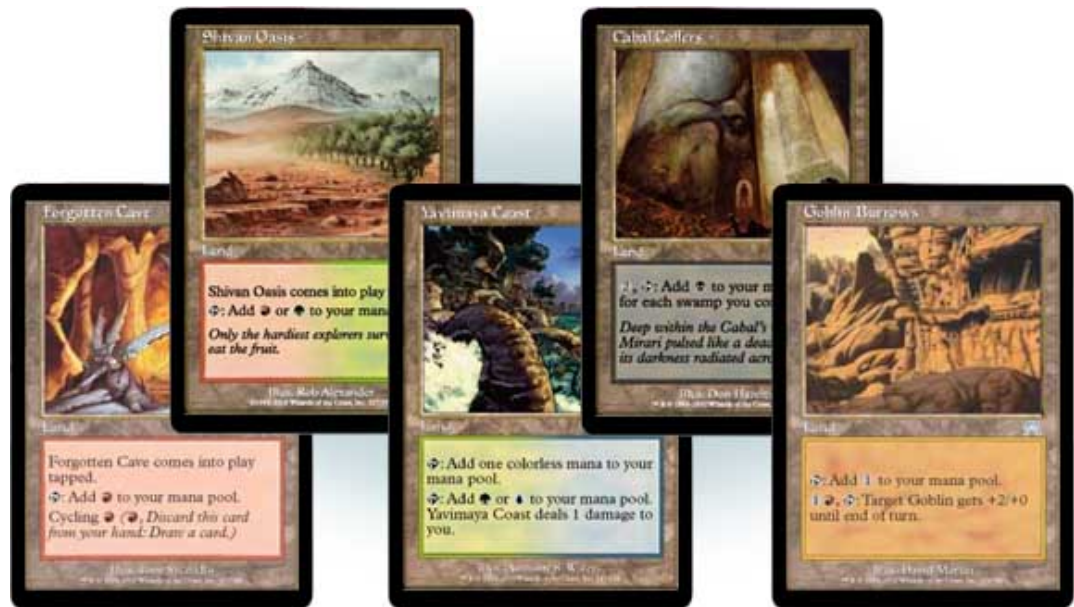 Shivan Oasis
Shivan Oasis comes into play
: Add or to your mana
Only the hardiest explorers
eat the fruit.
Illus. Rob Alexander
Cabal Coffers
Land
: Add to your m
for each swamp you co
Deep within the Cabal's
Mirari pulsed like a dea
its darkness radiated acro
Illus. Don
Forgotten Cave
Land
Forgotten Cave comes into play
tapped.
: Add to your mana pool.
Cycling ( , Discard this card
from your hand: Draw a card.)
Illus.
Yavimaya Coast
Land
: Add one colorless mana to your
mana pool.
: Add or to your mana pool.
Yavimaya Coast deals 1 damage to
you.
Illus.
Goblin Burrows
Land
: Add 1 to your mana pool.
1 , : Target Goblin gets +2/+0
until end of turn.
Illus. David Martin